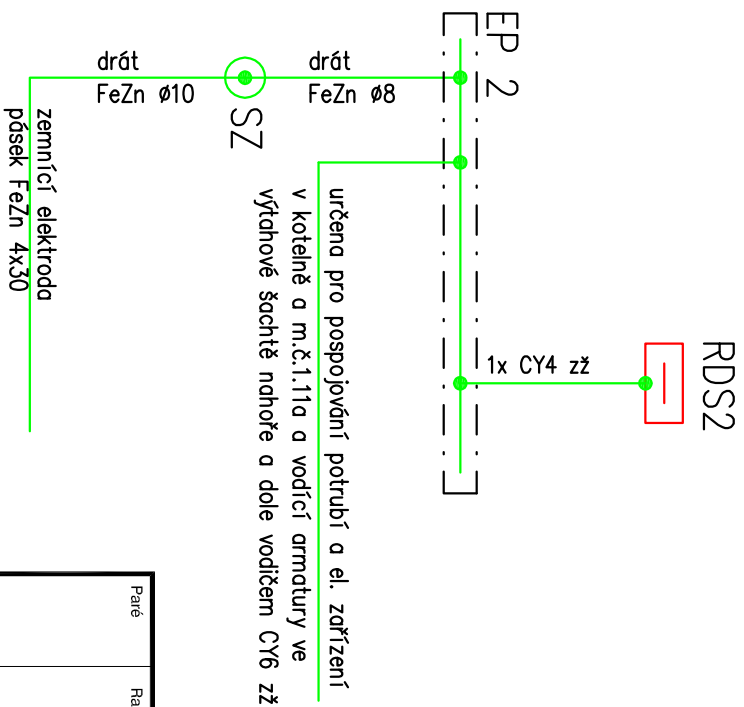 RDS2
EP 2
1x CY4 zž
drát
FeZn ø8
SZ
drát
FeZn ø10
určena pro pospojování potrubí a el. zařízení
v kotelně a m.č.1.11a a vodící armatury ve
výtahové šachtě nahoře a dole vodičem CY6 zž
zemnící elektroda
pásek FeZn 4x30
Paré